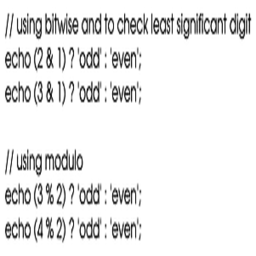 // using bitwise and to check least significant digit
echo (2 & 1) ? 'odd' : 'even';
echo (3 & 1) ? 'odd' : 'even';
// using modulo
echo (3 % 2) ? 'odd' : 'even';
echo (4 % 2) ? 'odd' : 'even';